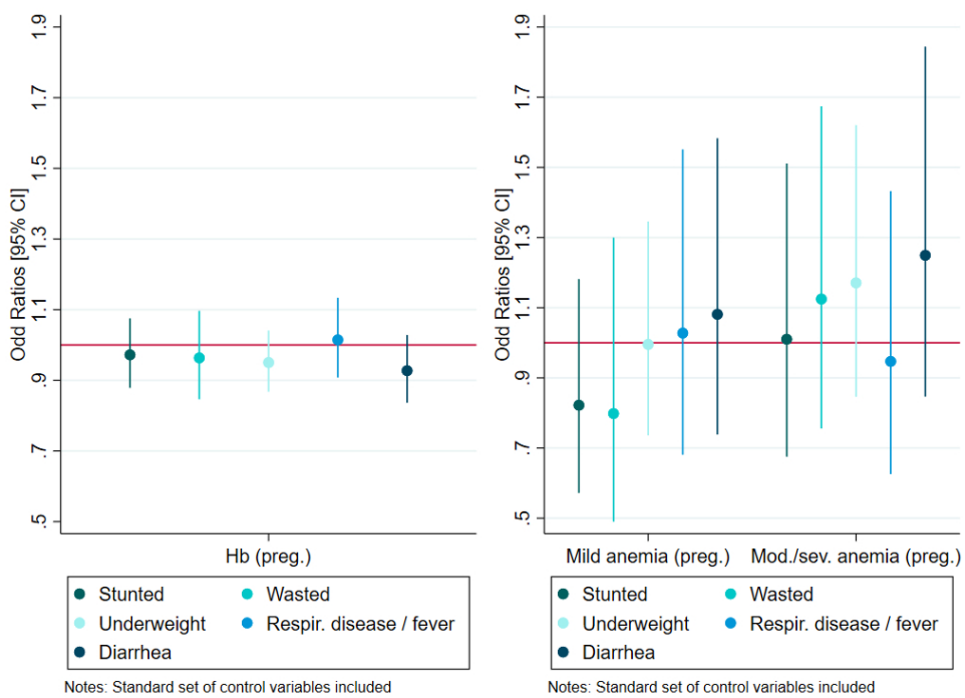 Odd Ratios [95% CI]
1.9
1.7
1.5
1.3
1.1
.9
.7
.5
Hb (preg.)
Stunted
Wasted
Underweight
Respir. disease / fever
Diarrhea
Notes: Standard set of control variables included
Odd Ratios [95% CI]
1.9
1.7
1.5
1.3
1.1
.9
.7
.5
Mild anemia (preg.)
Mod./sev. anemia (preg.)
Stunted
Wasted
Underweight
Respir. disease / fever
Diarrhea
Notes: Standard set of control variables included